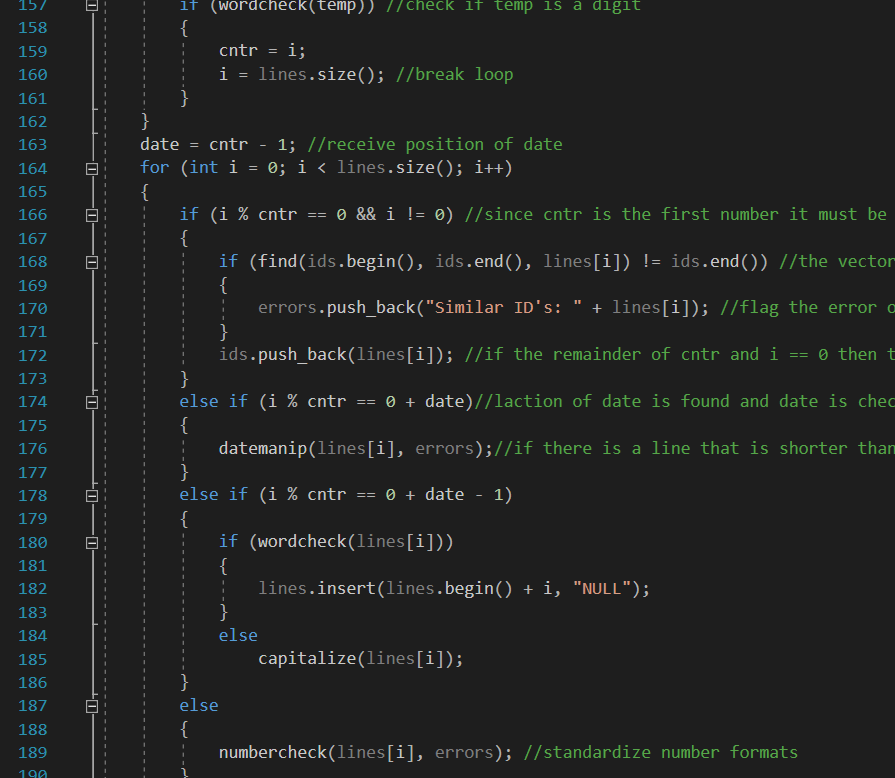 157 if (wordcheck(temp)) //check if temp is a digit
158 {
159 cntr = i;
160 i = lines.size(); //break loop
161 }
162 }
163 date = cntr - 1; //receive position of date
164 for (int i = 0; i < lines.size(); i++)
165 {
166 if (i % cntr == 0 && i != 0) //since cntr is the first number it must be
167 {
168 if (find(ids.begin(), ids.end(), lines[i]) != ids.end()) //the vector
169 {
170 errors.push_back("Similar ID's: " + lines[i]); //flag the error o
171 }
172 ids.push_back(lines[i]); //if the remainder of cntr and i == 0 then t
173 }
174 else if (i % cntr == 0 + date)//laction of date is found and date is chec
175 {
176 datemanip(lines[i], errors);//if there is a line that is shorter than
177 }
178 else if (i % cntr == 0 + date - 1)
179 {
180 if (wordcheck(lines[i]))
181 {
182 lines.insert(lines.begin() + i, "NULL");
183 }
184 else
185 capitalize(lines[i]);
186 }
187 else
188 {
189 numbercheck(lines[i], errors); //standardize number formats
190 }